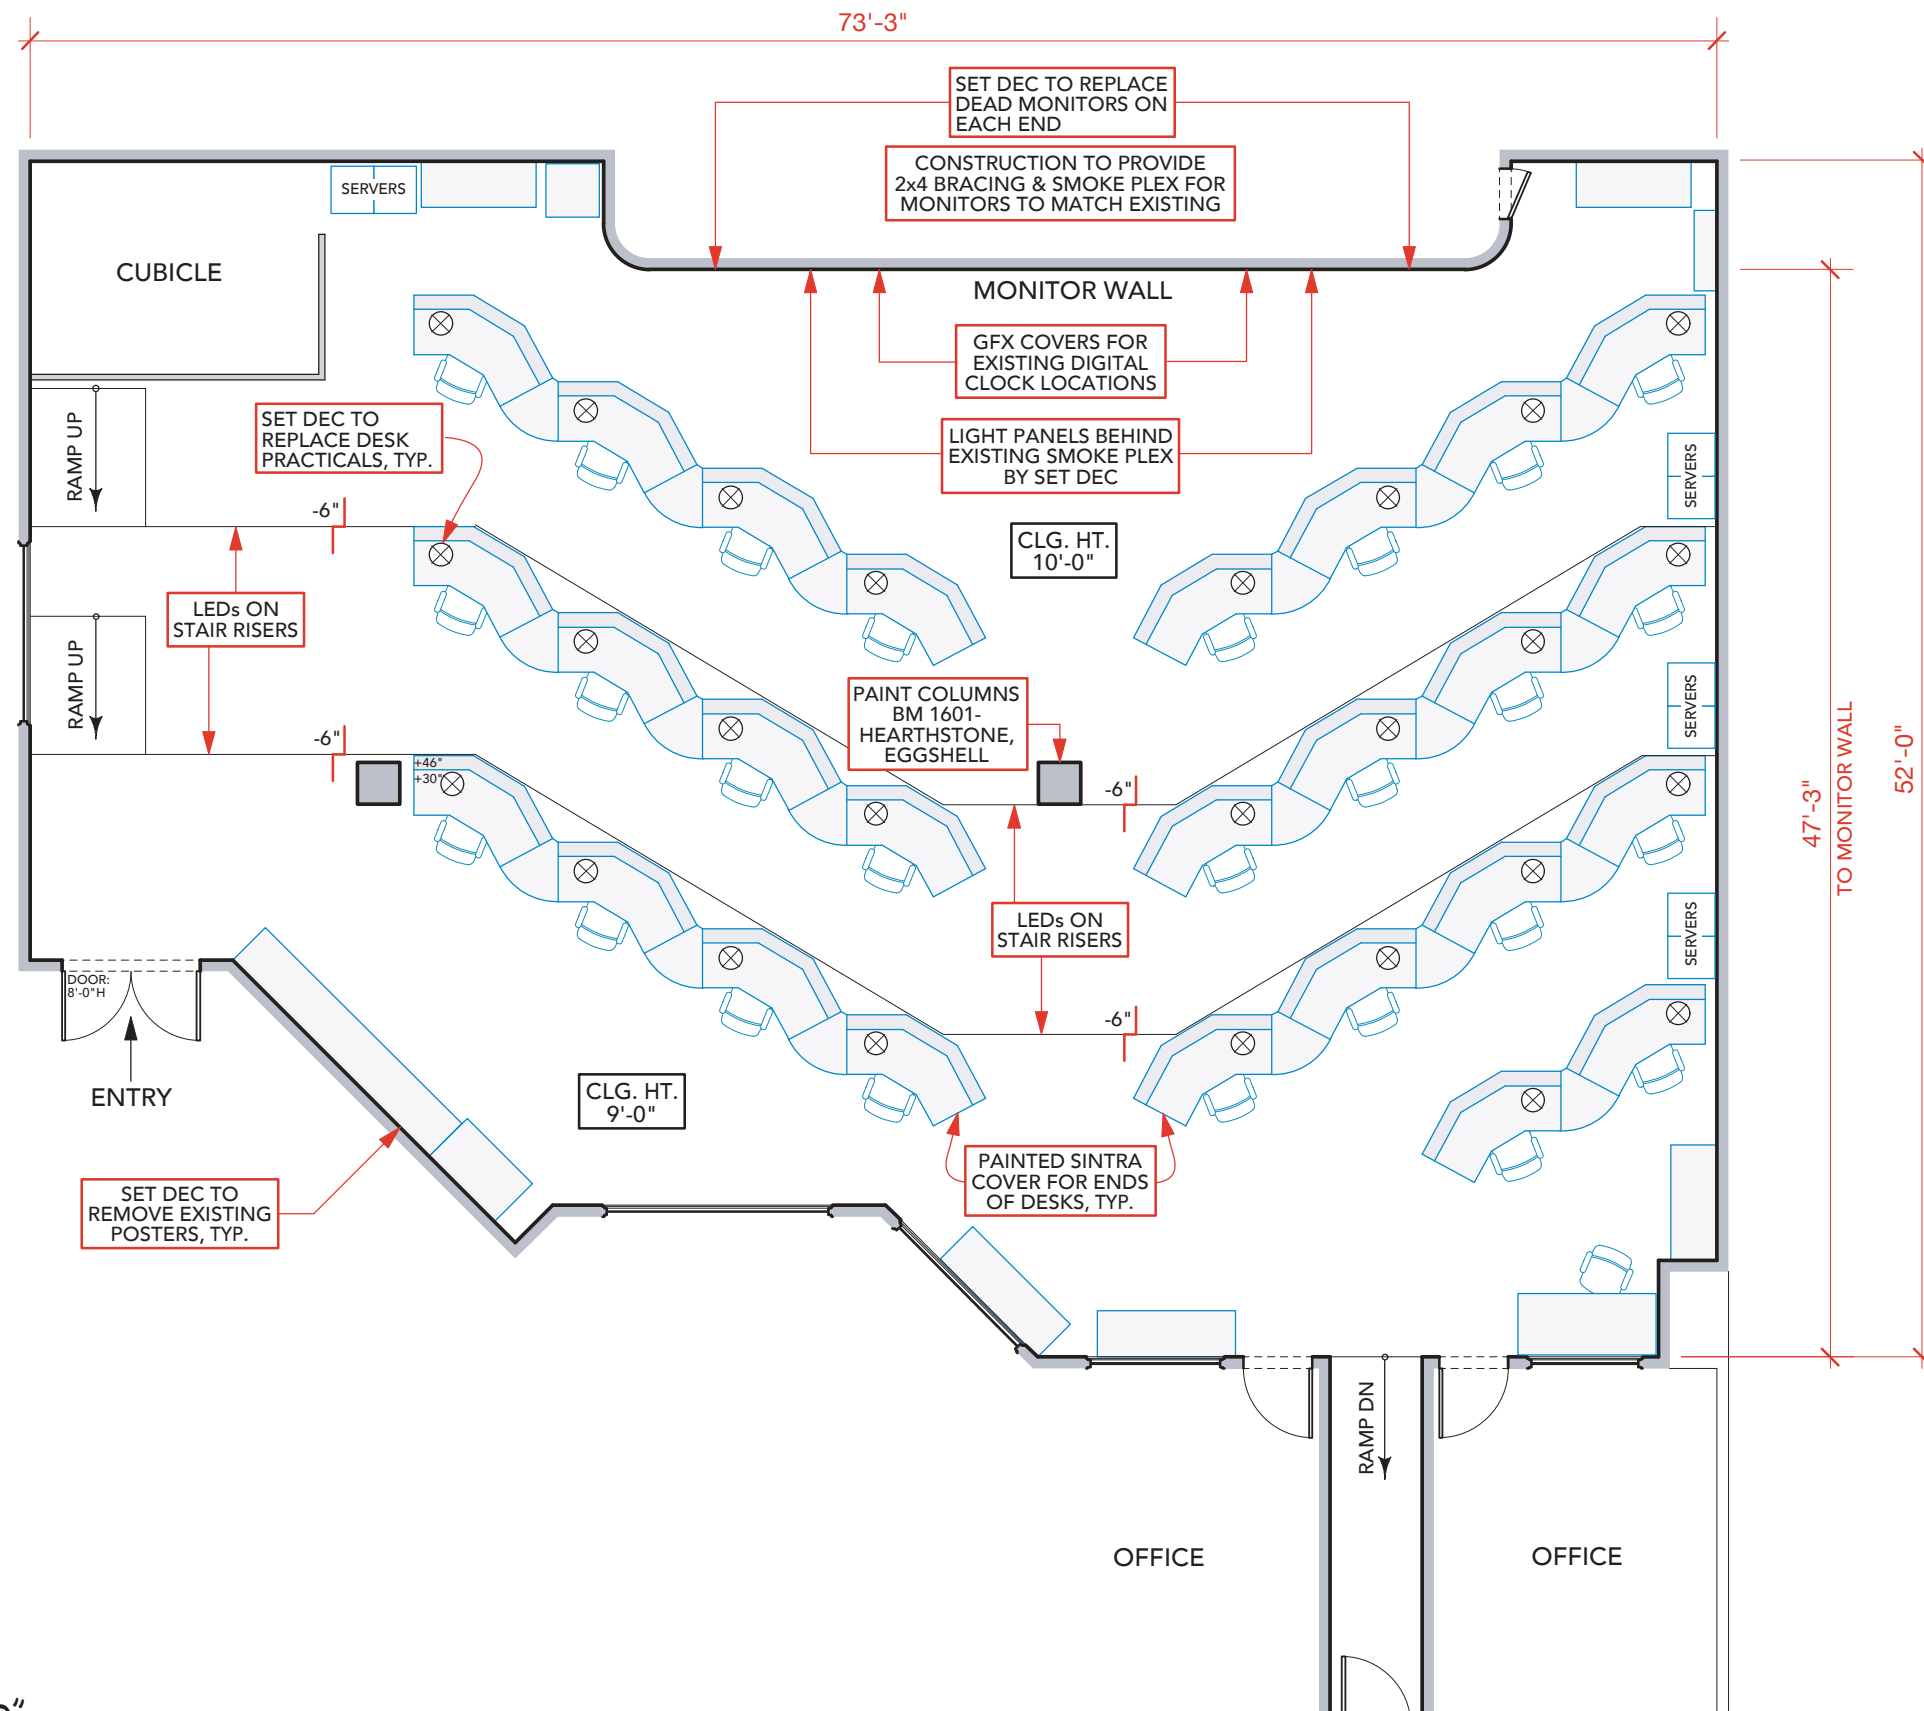 73'-3"
SET DEC TO REPLACE
DEAD MONITORS ON
EACH END
CONSTRUCTION TO PROVIDE
2x4 BRACING & SMOKE PLEX FOR
MONITORS TO MATCH EXISTING
SERVERS
CUBICLE
MONITOR WALL
GFX COVERS FOR
EXISTING DIGITAL
CLOCK LOCATIONS
SET DEC TO
REPLACE DESK
PRACTICALS, TYP.
RAMP UP
LIGHT PANELS BEHIND
EXISTING SMOKE PLEX
BY SET DEC
SERVERS
-6"
CLG. HT.
10'-0"
LEDs ON
STAIR RISERS
RAMP UP
PAINT COLUMNS
BM 1601-
HEARTHSTONE,
EGGSHELL
SERVERS
-6"
+46"
+30"
-6"
47'-3"
TO MONITOR WALL
52'-0"
LEDs ON
STAIR RISERS
SERVERS
DOOR:
8'-0"H
-6"
ENTRY
CLG. HT.
9'-0"
PAINTED SINTRA
COVER FOR ENDS
OF DESKS, TYP.
SET DEC TO
REMOVE EXISTING
POSTERS, TYP.
RAMP DN
OFFICE
OFFICE